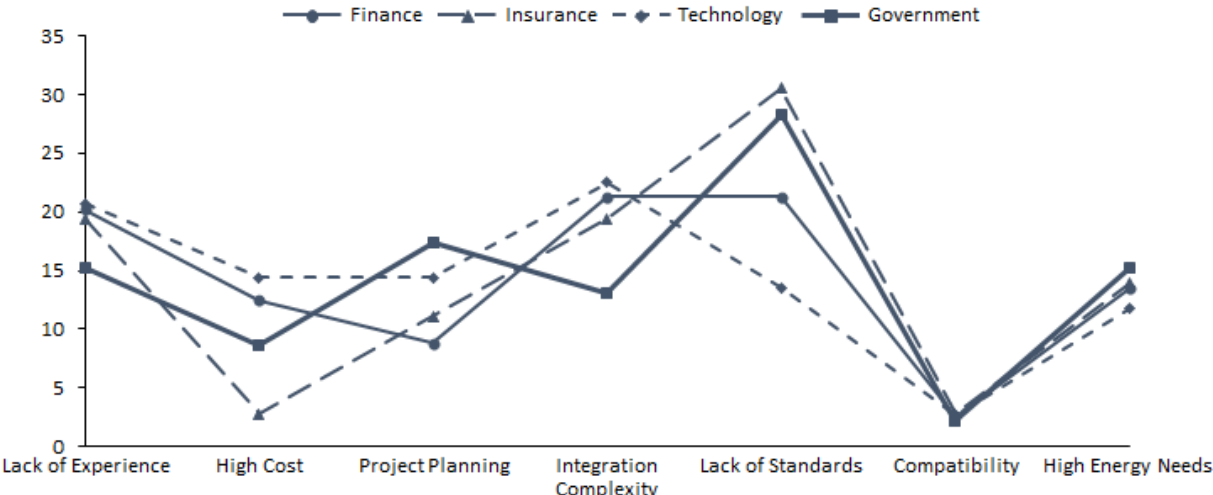 Finance Insurance Technology Government
35
30
25
20
15
10
5
0
Lack of Experience High Cost Project Planning Integration Lack of Standards Compatibility High Energy Needs
Complexity